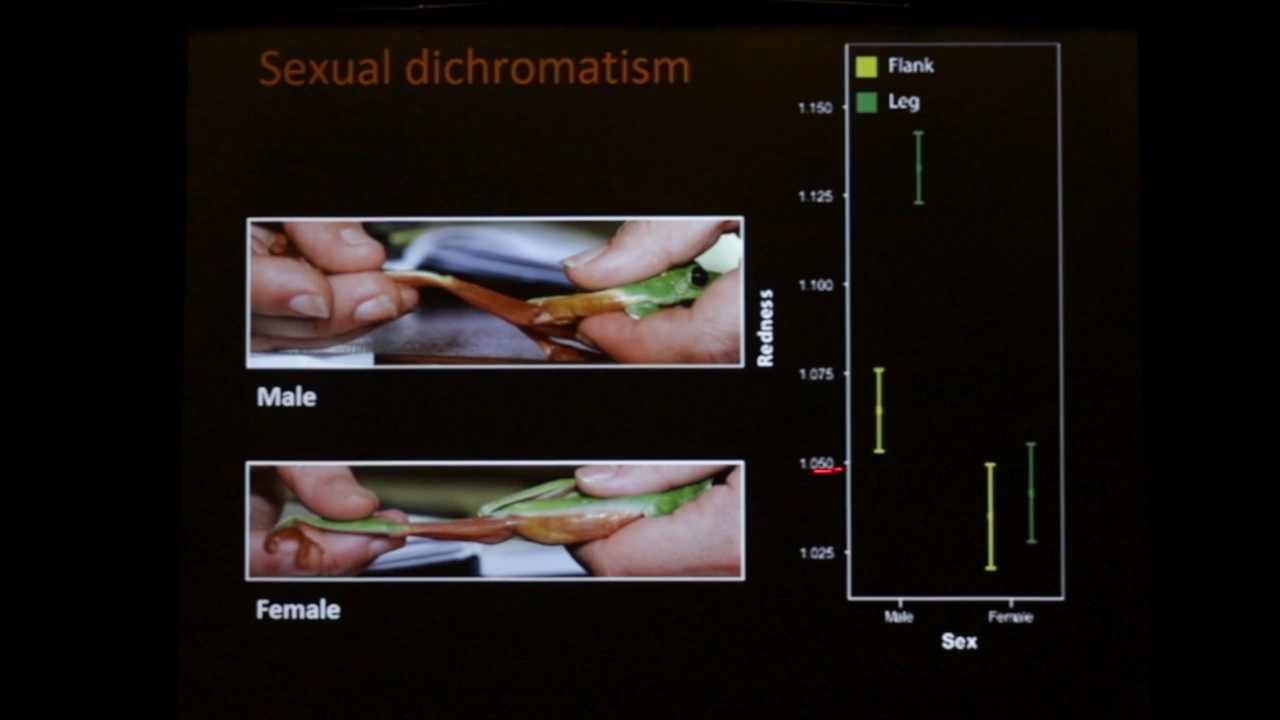 Sexual dichromatism
Male
Female
Flank
Leg
1.150
1.125
1.100
1.075
1.050
1.025
Redness
Male
Female
Sex